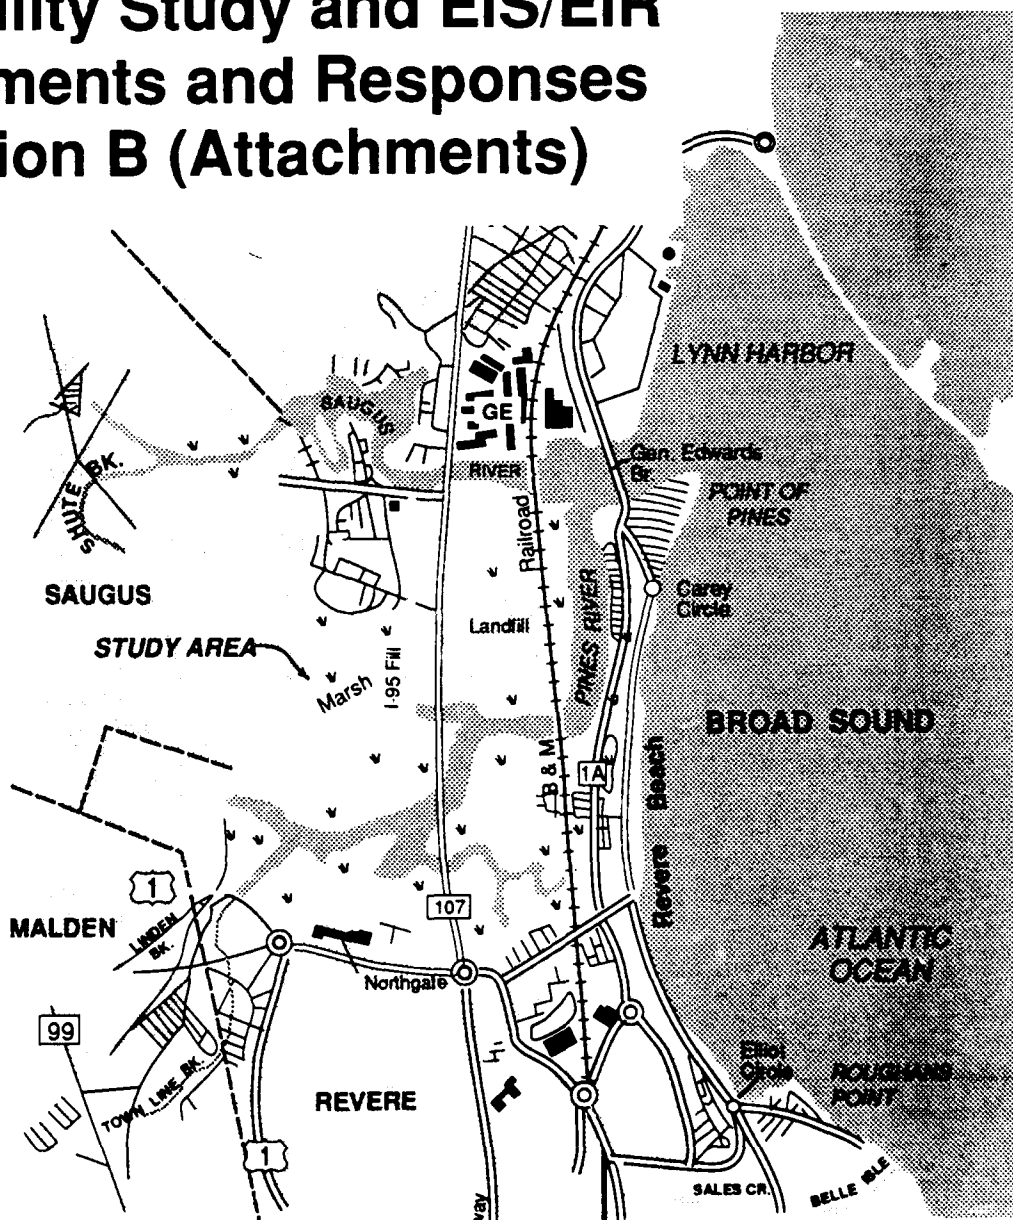 ility Study and EIS/EIR
ments and Responses
ion B (Attachments)
LYNN HARBOR
SAUGUS
GE
RIVER
Gen. Edwards
Br
POINT OF
PINES
SHUTE BK.
Railroad
SAUGUS
Carey
Circle
PINES RIVER
Landfill
STUDY AREA
Marsh
I-95 Fill
BROAD SOUND
B & M
1A
Revere Beach
1
107
MALDEN
LINDEN
BK.
ATLANTIC
OCEAN
Northgate
99
Elliot
Circle
ROUGHANS
POINT
TOWN LINE BK.
REVERE
1
SALES CR.
BELLE ISLE
way